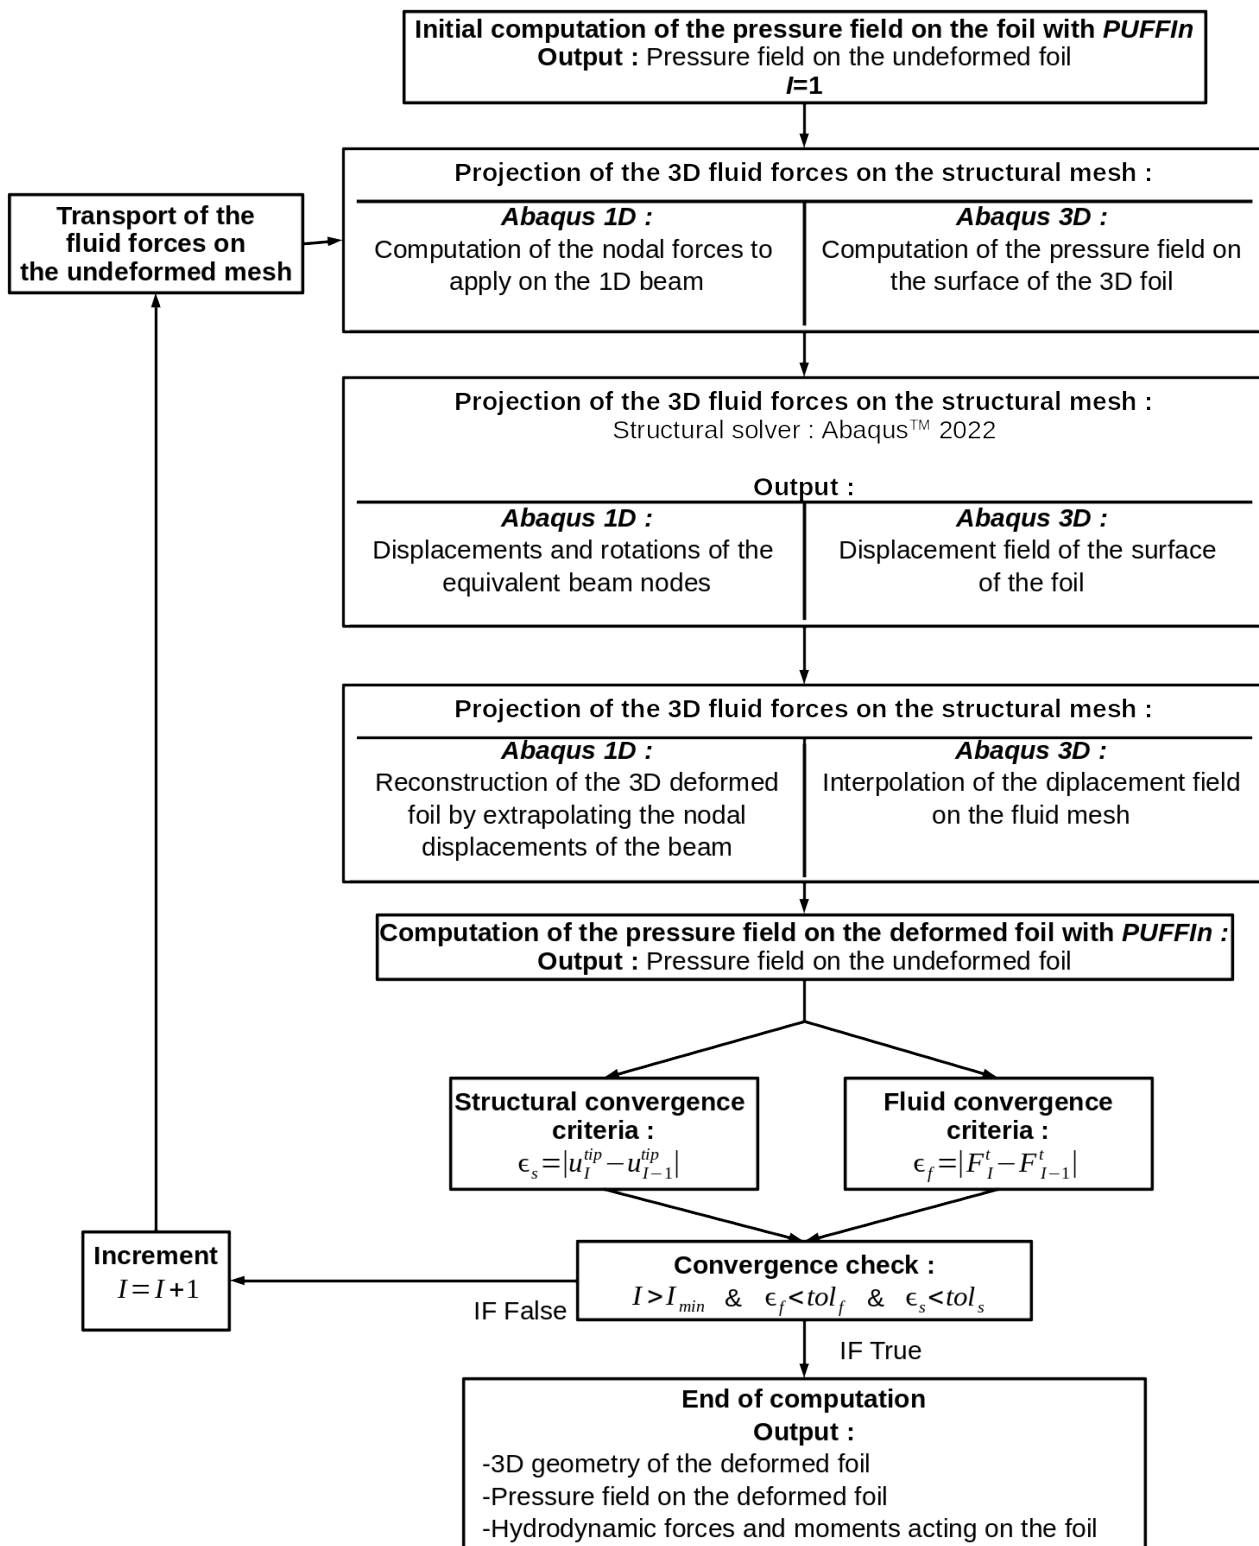 Initial computation of the pressure field on the foil with PUFFIn
Output : Pressure field on the undeformed foil
I=1
Projection of the 3D fluid forces on the structural mesh :
Transport of the
fluid forces on
the undeformed mesh
Abaqus 1D :
Computation of the nodal forces to
apply on the 1D beam
Abaqus 3D :
Computation of the pressure field on
the surface of the 3D foil
Projection of the 3D fluid forces on the structural mesh :
Structural solver : Abaqus™ 2022
Output :
Abaqus 1D :
Displacements and rotations of the
equivalent beam nodes
Abaqus 3D :
Displacement field of the surface
of the foil
Projection of the 3D fluid forces on the structural mesh :
Abaqus 1D :
Reconstruction of the 3D deformed
foil by extrapolating the nodal
displacements of the beam
Abaqus 3D :
Interpolation of the diplacement field
on the fluid mesh
Computation of the pressure field on the deformed foil with PUFFIn :
Output : Pressure field on the undeformed foil
Structural convergence
criteria :
ϵ_s=|u_I^{tip}−u_{I−1}^{tip}|
Fluid convergence
criteria :
ϵ_f=|F_I^t−F_{I−1}^t|
Increment
I=I+1
Convergence check :
I>I_{min} & ϵ_f<tol_f & ϵ_s<tol_s
IF False
IF True
End of computation
Output :
-3D geometry of the deformed foil
-Pressure field on the deformed foil
-Hydrodynamic forces and moments acting on the foil